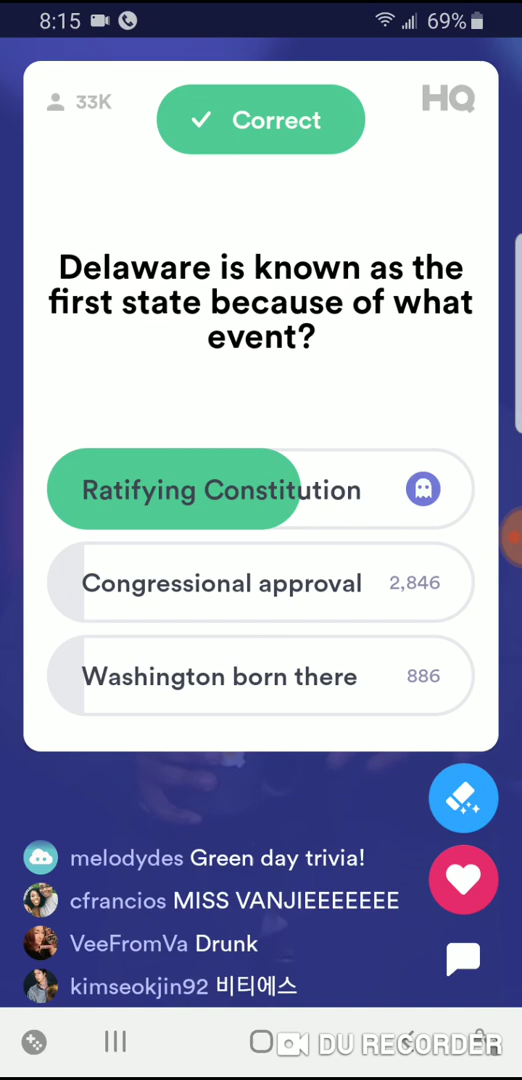 8:15 69%
33K
Correct
HQ
Delaware is known as the
first state because of what
event?
Ratifying Constitution
Congressional approval 2,846
Washington born there 886
melodydes Green day trivia!
cfrancios MISS VANJIEEEEEEE
VeeFromVa Drunk
kimseokjin92 비티에스
DU RECORDER